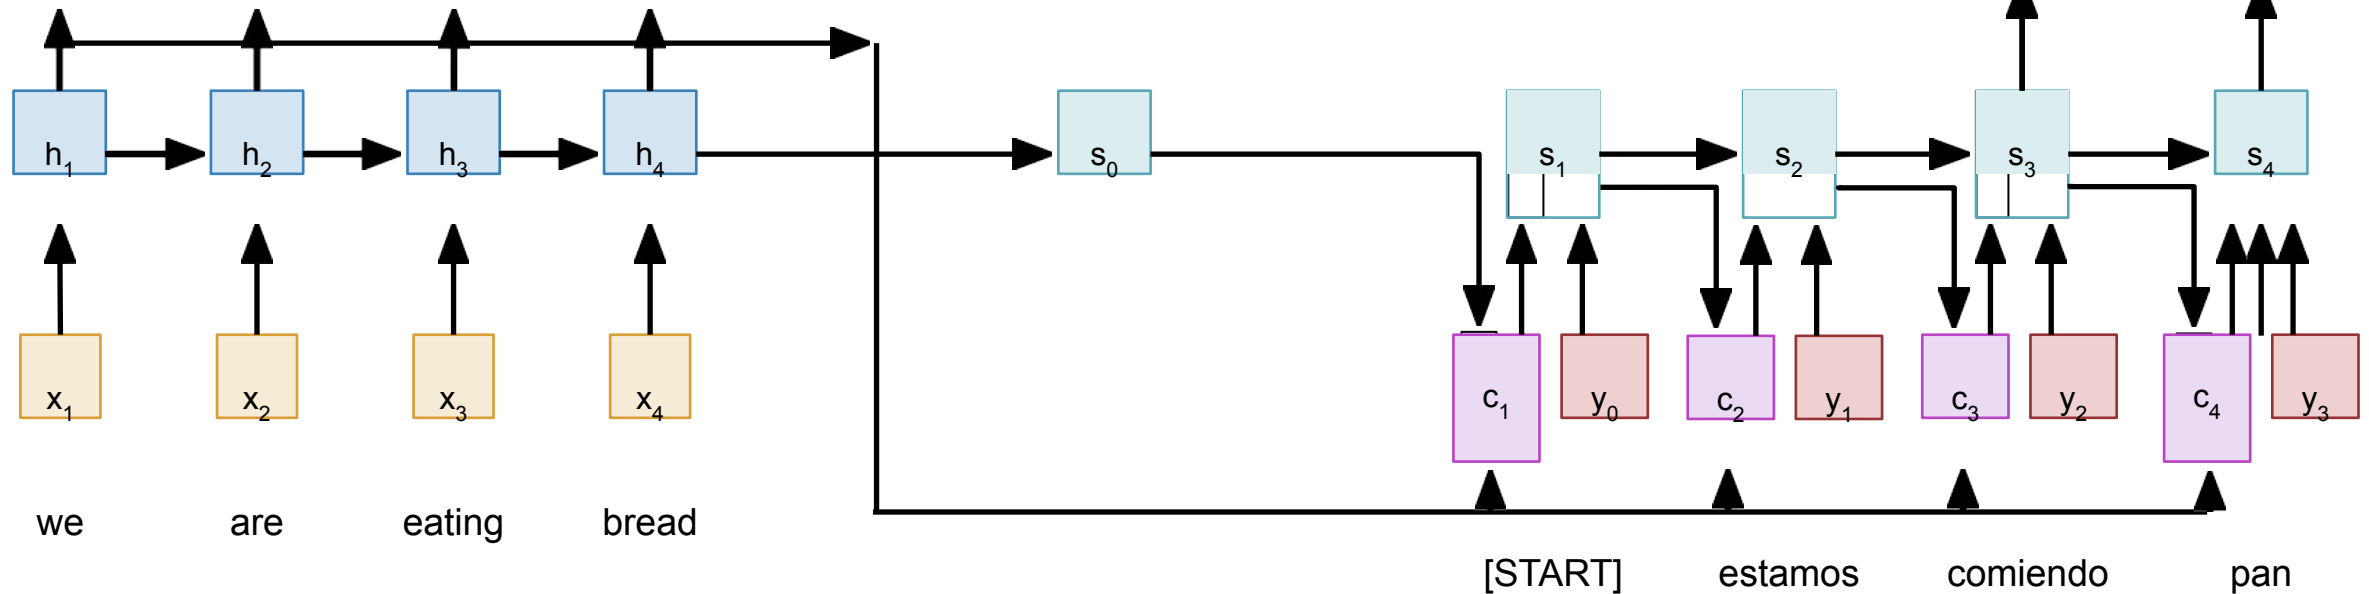 h₁ h₂ h₃ h₄ s₀ s₁ s₂ s₃ s₄
x₁ x₂ x₃ x₄ c₁ y₀ c₂ y₁ c₃ y₂ c₄ y₃
we are eating bread
[START] estamos comiendo pan